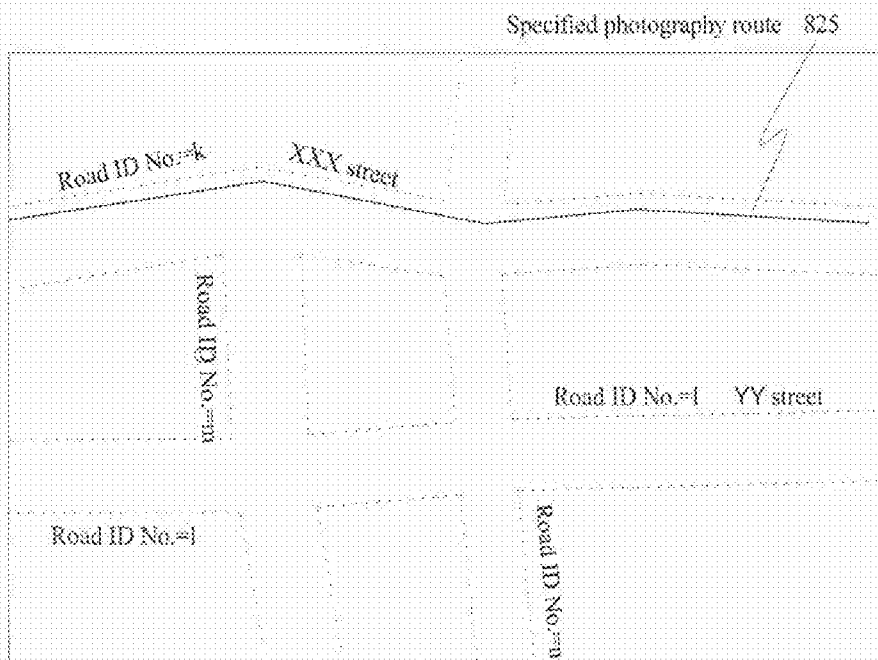 Specified photography route 825
Road ID No.=k
XXX street
Road ID No.=m
Road ID No.=l YY street
Road ID No.=l
Road ID No.=n